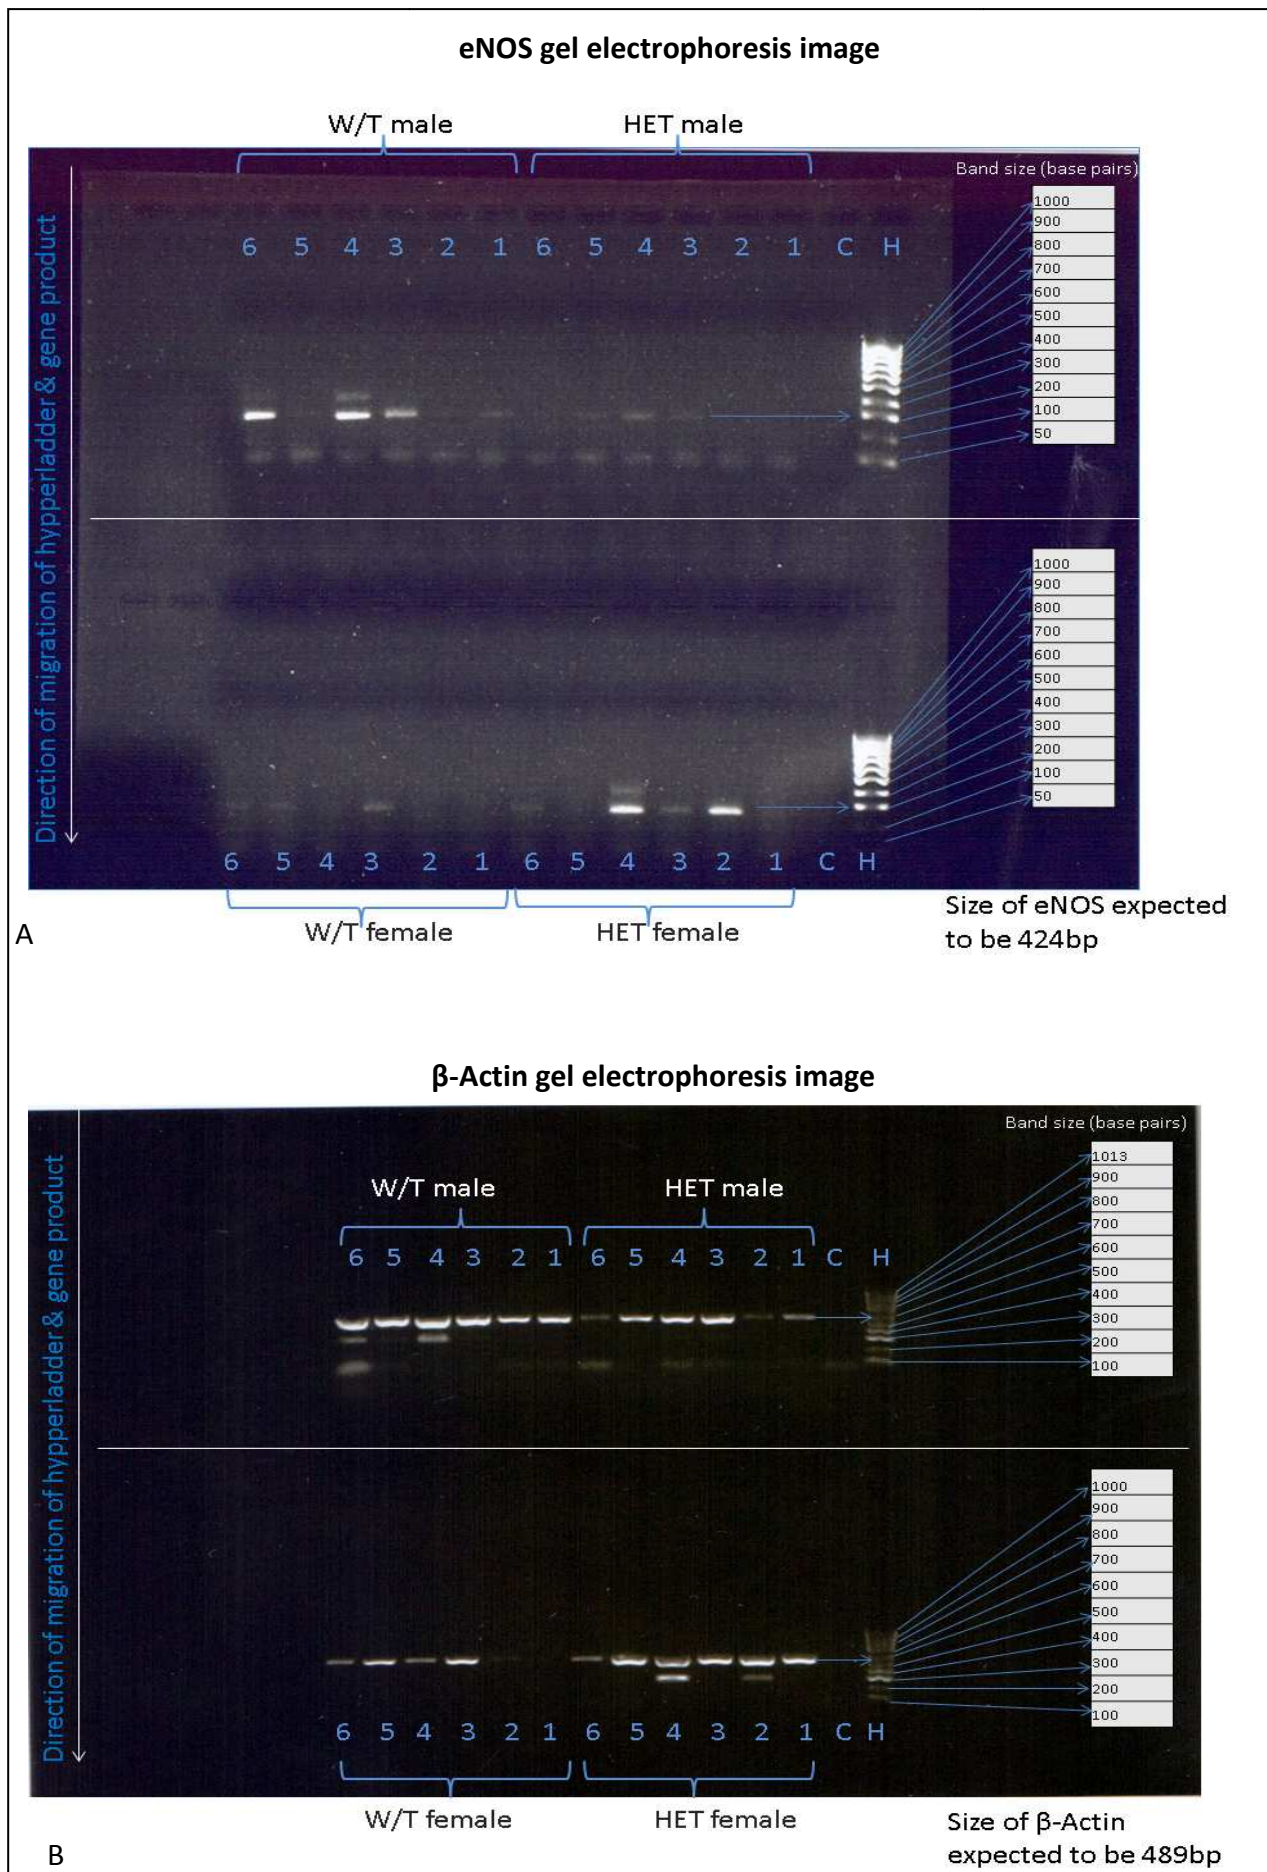 eNOS gel electrophoresis image
W/T male HET male
Direction of migration of hypperladder & gene product
Band size (base pairs)
6 5 4 3 2 1 6 5 4 3 2 1 C H
1000
900
800
700
600
500
400
300
200
100
50
1000
900
800
700
600
500
400
300
200
100
50
6 5 4 3 2 1 6 5 4 3 2 1 C H
W/T female HET female
A
Size of eNOS expected
to be 424bp
β-Actin gel electrophoresis image
Direction of migration of hypperladder & gene product
Band size (base pairs)
W/T male HET male
6 5 4 3 2 1 6 5 4 3 2 1 C H
1013
900
800
700
600
500
400
300
200
100
1000
900
800
700
600
500
400
300
200
100
6 5 4 3 2 1 6 5 4 3 2 1 C H
W/T female HET female
B
Size of β-Actin
expected to be 489bp